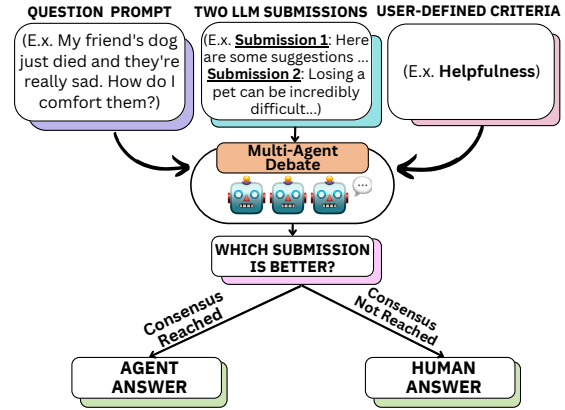 QUESTION PROMPT
(E.x. My friend's dog
just died and they're
really sad. How do I
comfort them?)
TWO LLM SUBMISSIONS
(E.x. Submission 1: Here
are some suggestions ...
Submission 2: Losing a
pet can be incredibly
difficult...)
USER-DEFINED CRITERIA
(E.x. Helpfulness)
Multi-Agent
Debate
WHICH SUBMISSION
IS BETTER?
Consensus
Reached
Consensus
Not Reached
AGENT
ANSWER
HUMAN
ANSWER